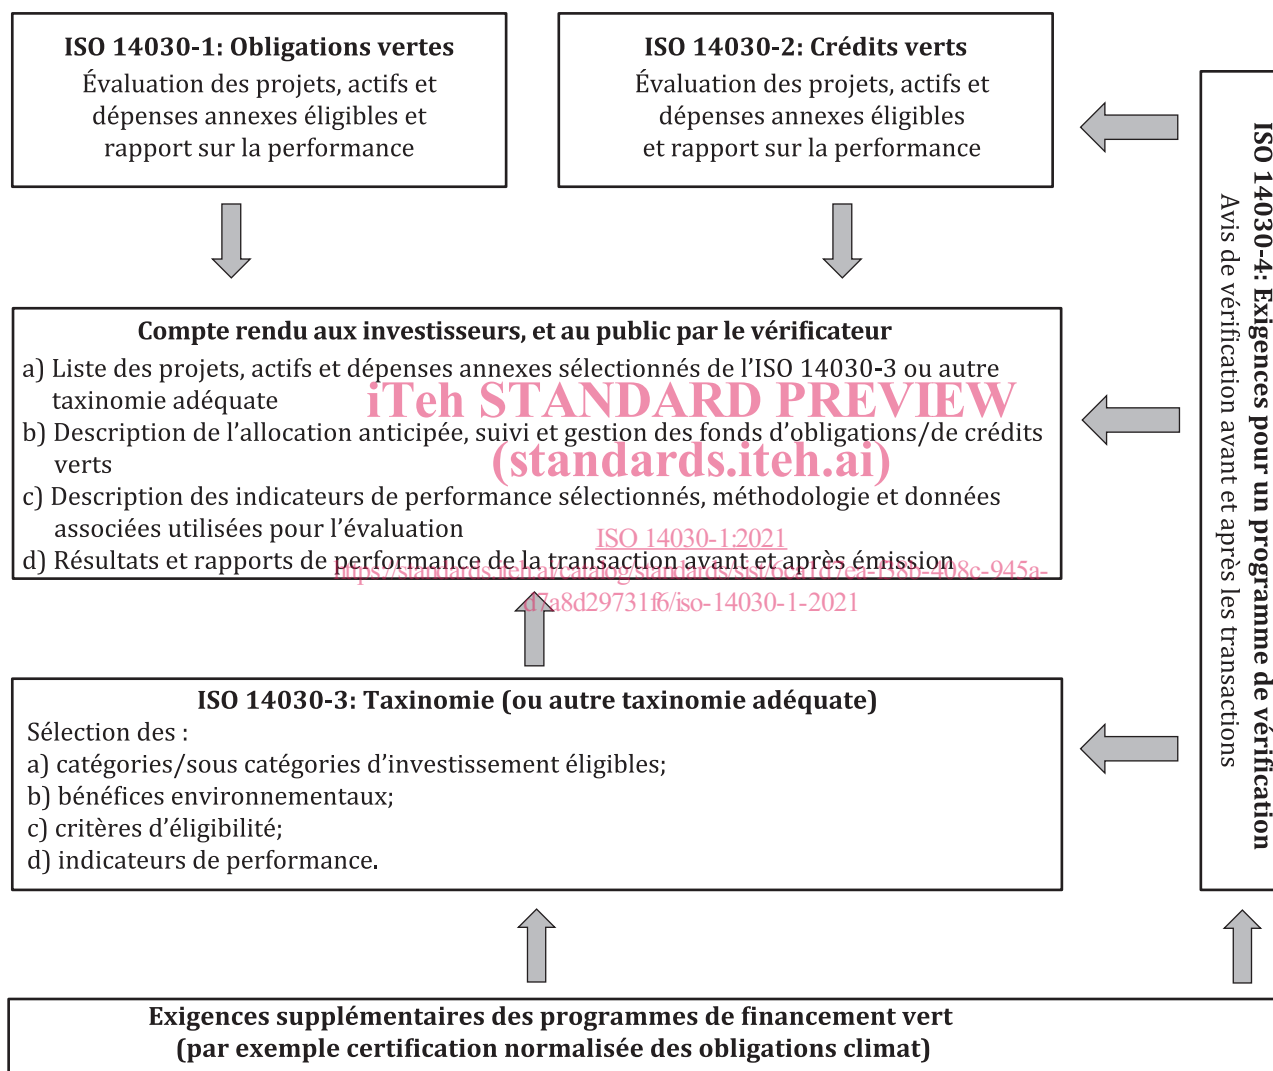 ISO 14030-1: Obligations vertes
Évaluation des projets, actifs et
dépenses annexes éligibles et
rapport sur la performance
ISO 14030-2: Crédits verts
Évaluation des projets, actifs et
dépenses annexes éligibles
et rapport sur la performance
ISO 14030-4: Exigences pour un programme de vérification
Avis de vérification avant et après les transactions
Compte rendu aux investisseurs, et au public par le vérificateur
a) Liste des projets, actifs et dépenses annexes sélectionnés de l’ISO 14030-3 ou autre
taxinomie adéquate
b) Description de l’allocation anticipée, suivi et gestion des fonds d’obligations/de crédits
verts
c) Description des indicateurs de performance sélectionnés, méthodologie et données
associées utilisées pour l’évaluation
d) Résultats et rapports de performance de la transaction avant et après émission
iTeh STANDARD PREVIEW
(standards.iteh.ai)
ISO 14030-1:2021
ISO 14030-3: Taxinomie (ou autre taxinomie adéquate)
Sélection des :
a) catégories/sous catégories d’investissement éligibles;
b) bénéfices environnementaux;
c) critères d’éligibilité;
d) indicateurs de performance.
Exigences supplémentaires des programmes de financement vert
(par exemple certification normalisée des obligations climat)